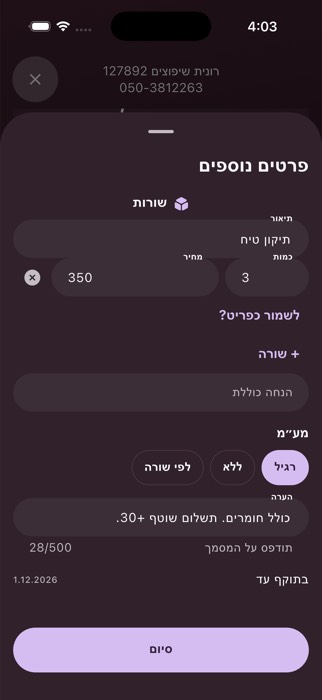 4:03
רונית שיפוצים 127892
050-3812263
פרטים נוספים
שורות
תיאור
תיקון טיח
כמות
3
מחיר
350
לשמור כפריט?
+ שורה
הנחה כוללת
מע״מ
רגיל
ללא
לפי שורה
הערה
כולל חומרים. תשלום שוטף +30.
תודפס על המסמך
28/500
בתוקף עד
1.12.2026
סיום